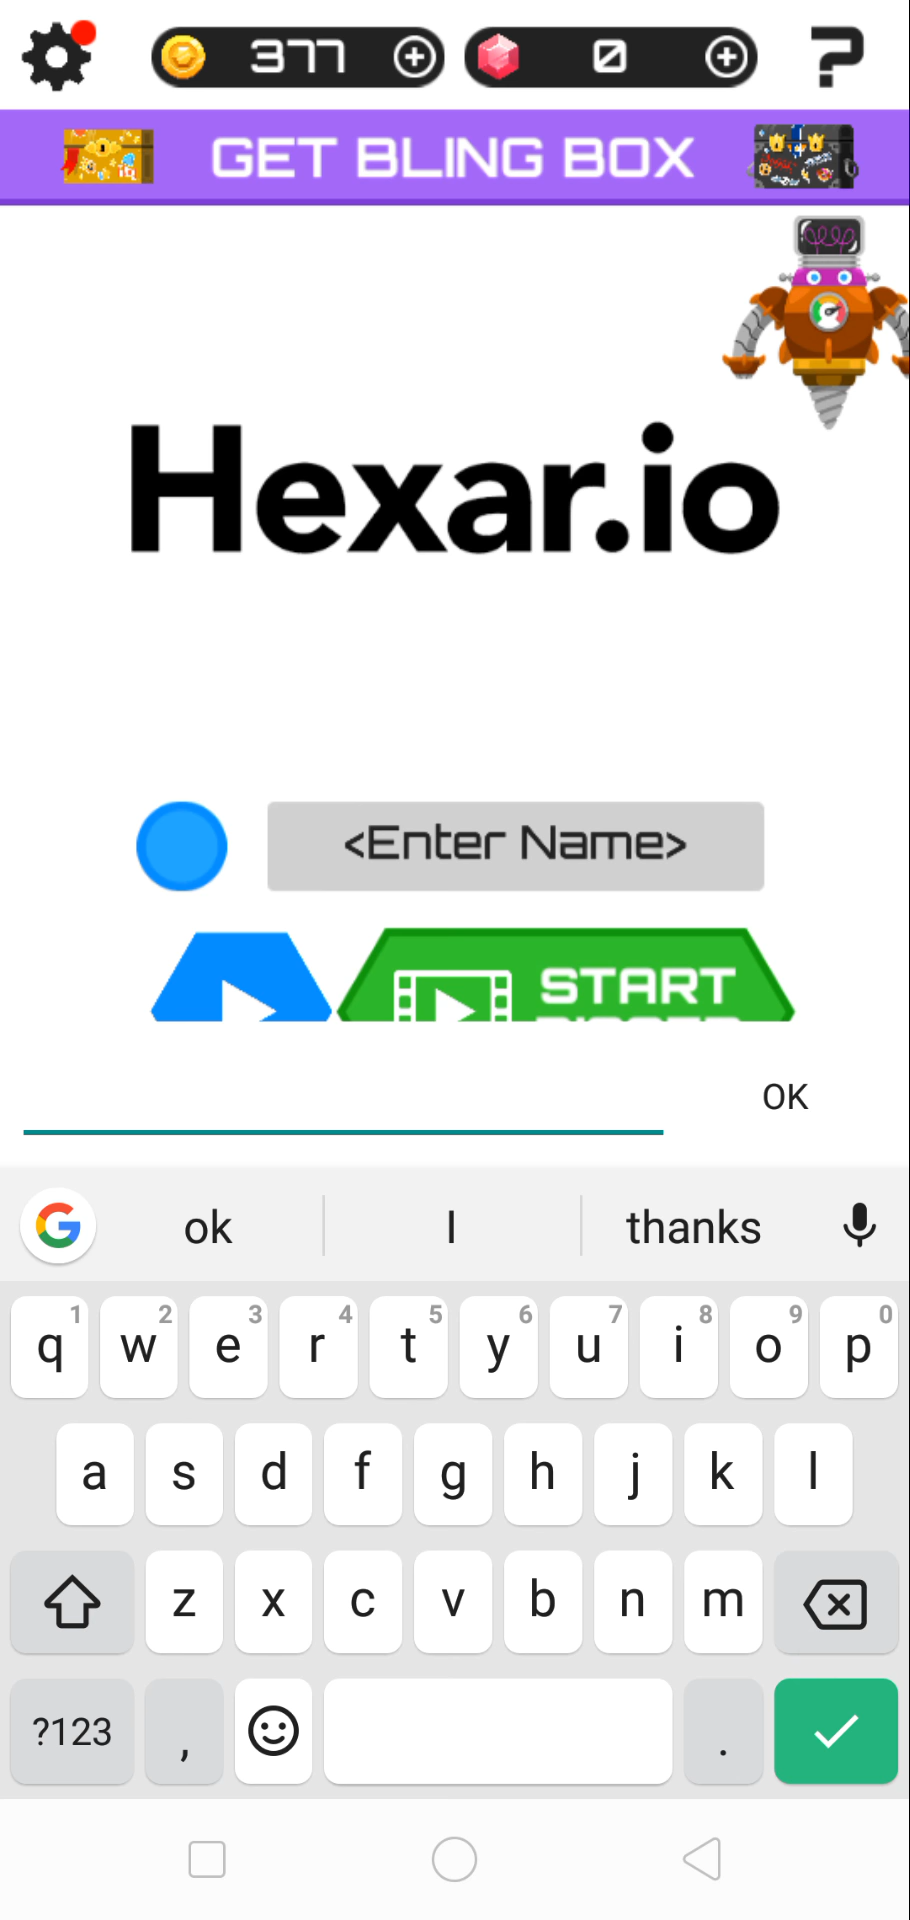 377
0
?
GET BLING BOX
Hexar.io
<Enter Name>
START
OK
ok I thanks
1 2 3 4 5 6 7 8 9 0
q w e r t y u i o p
a s d f g h j k l
z x c v b n m
?123 , .